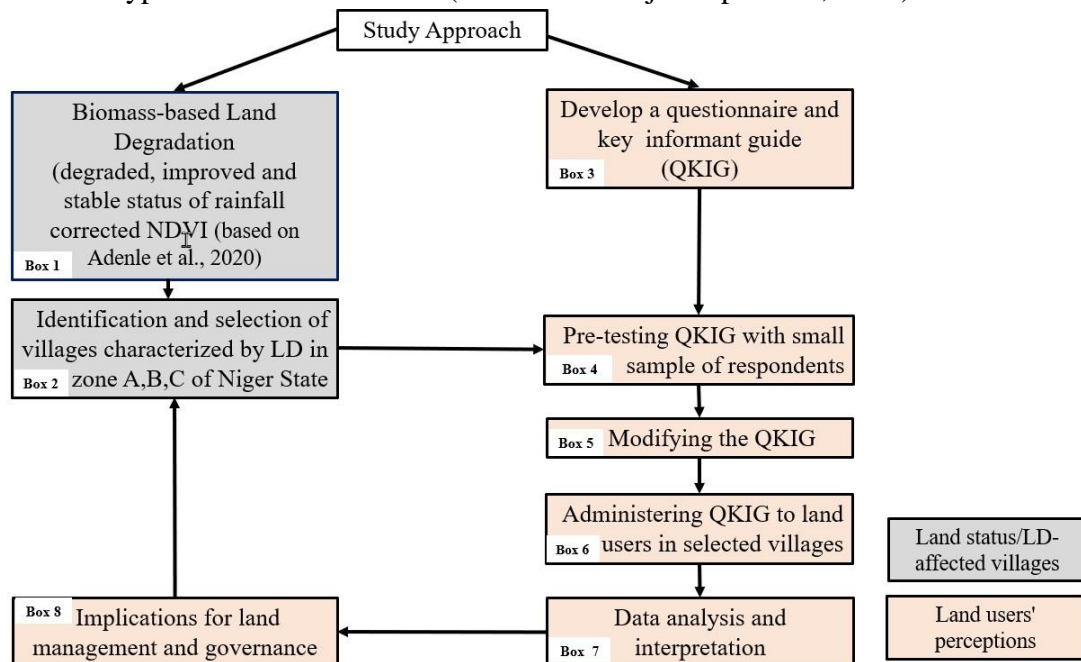 Study Approach
Biomass-based Land
Degradation
(degraded, improved and
stable status of rainfall
corrected NDVI (based on
Adenle et al., 2020)
Box 1
Develop a questionnaire and
key informant guide
(QKIG)
Box 3
Identification and selection of
villages characterized by LD in
Box 2 zone A,B,C of Niger State
Pre-testing QKIG with small
Box 4 sample of respondents
Box 5 Modifying the QKIG
Administering QKIG to land
Box 6 users in selected villages
Land status/LD-
affected villages
Box 8 Implications for land
management and governance
Data analysis and
Box 7 interpretation
Land users'
perceptions